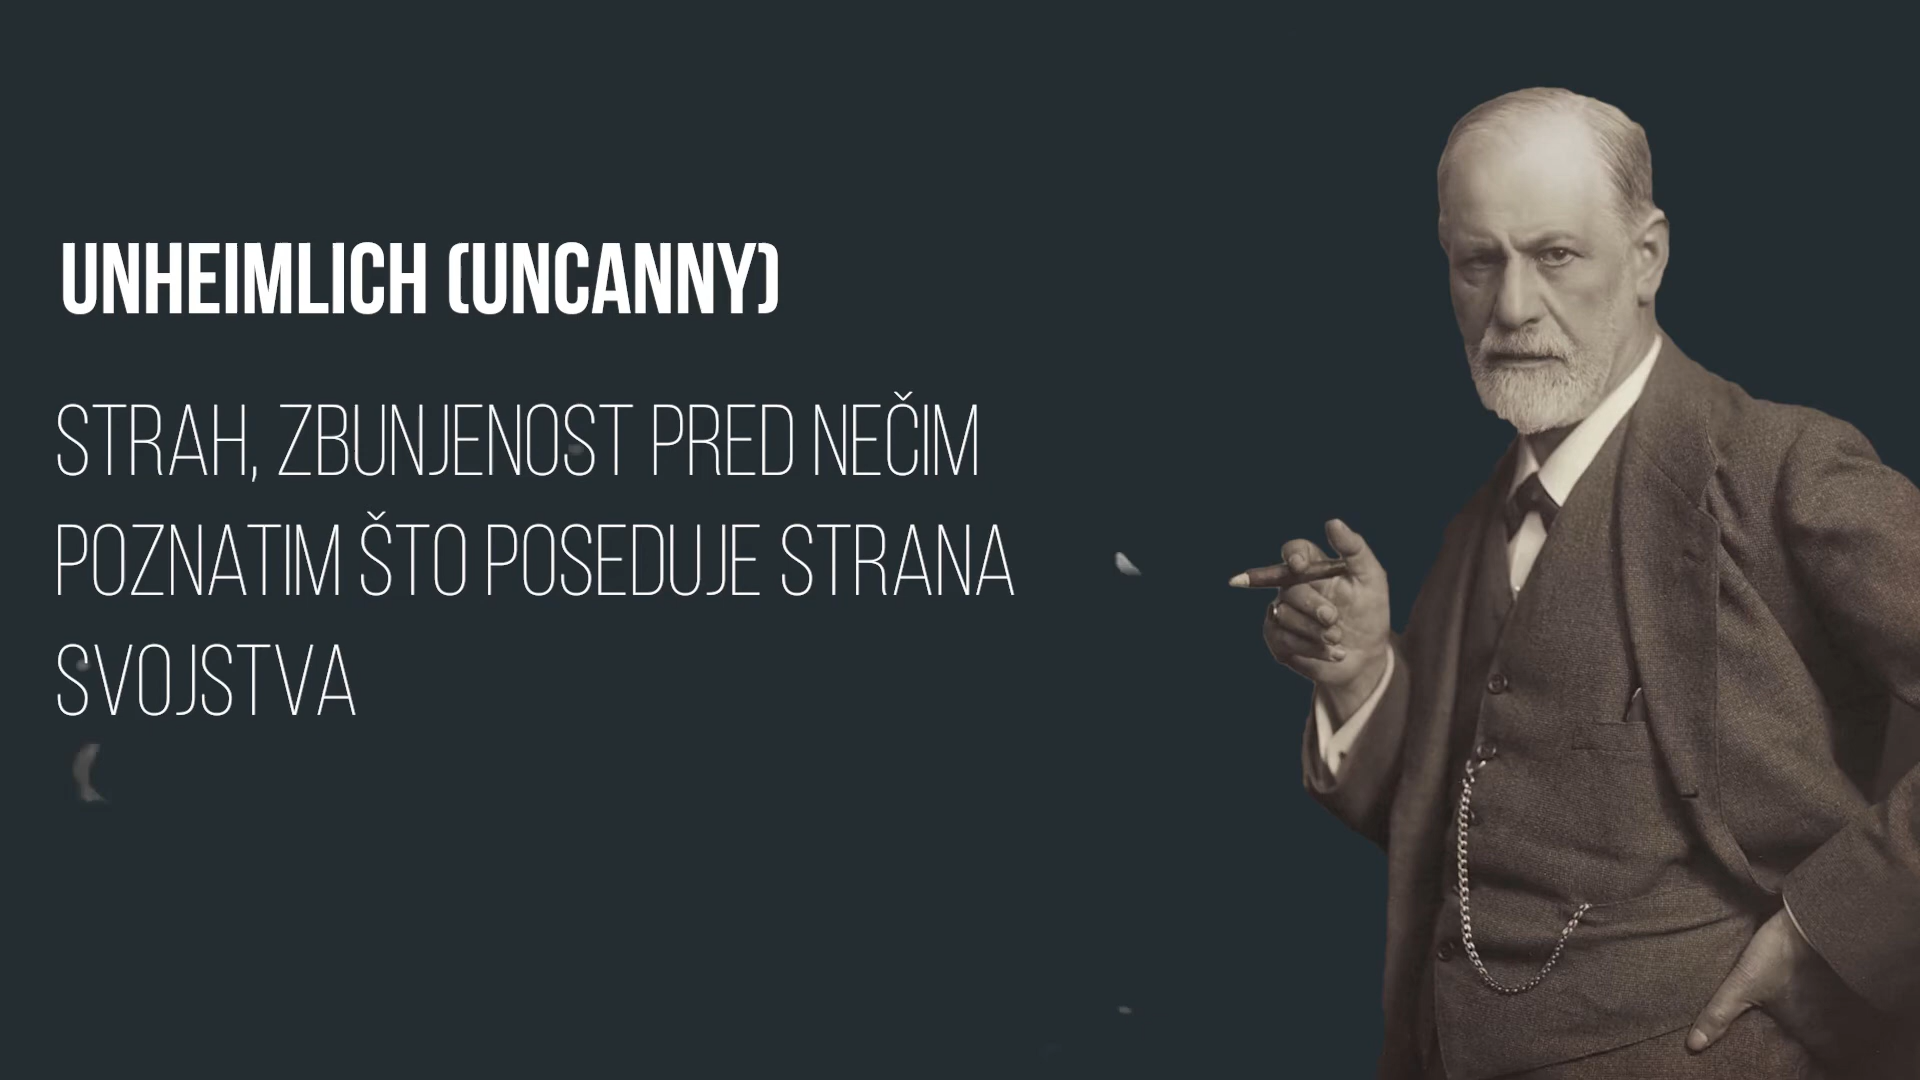 UNHEIMLICH (UNCANNY)
STRAH, ZBUNJENOST PRED NEČIM
POZNATIM ŠTO POSEDUJE STRANA
SVOJSTVA